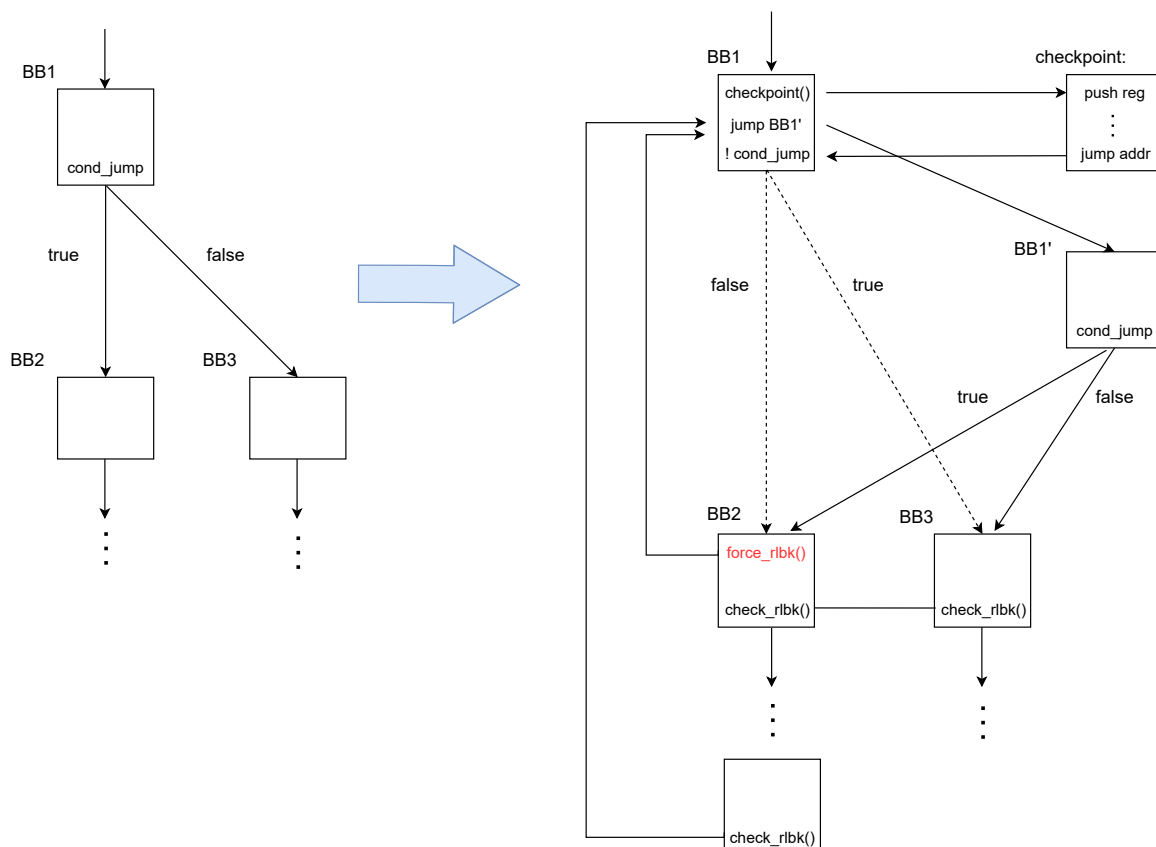 BB1
cond_jump
true
false
BB2
BB3
BB1
checkpoint:
checkpoint()
push reg
jump BB1'
! cond_jump
jump addr
BB1'
false
true
cond_jump
true
false
BB2
BB3
force_rlbk()
check_rlbk()
check_rlbk()
check_rlbk()